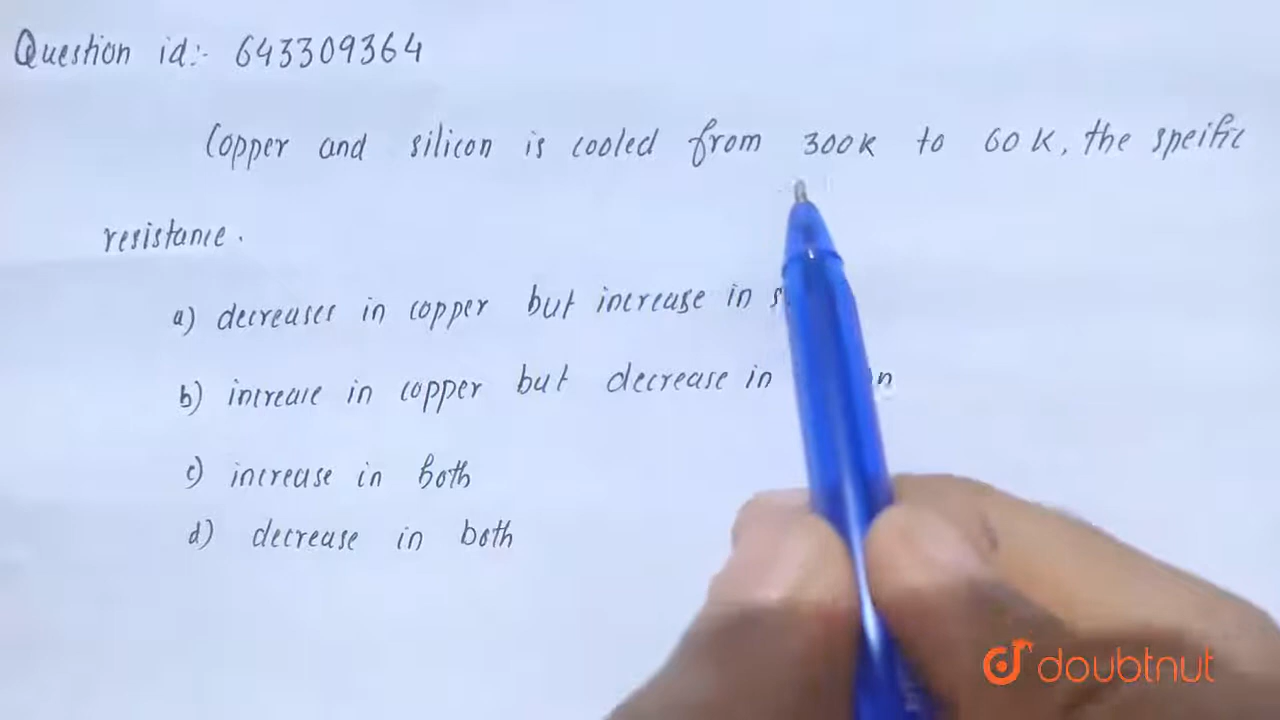 Question id:- 643309364
Copper and silicon is cooled from 300K to 60K, the speific
resistance.
a) decreases in copper but increase in
b) increase in copper but decrease in
c) increase in both
d) decrease in both
doubtnut